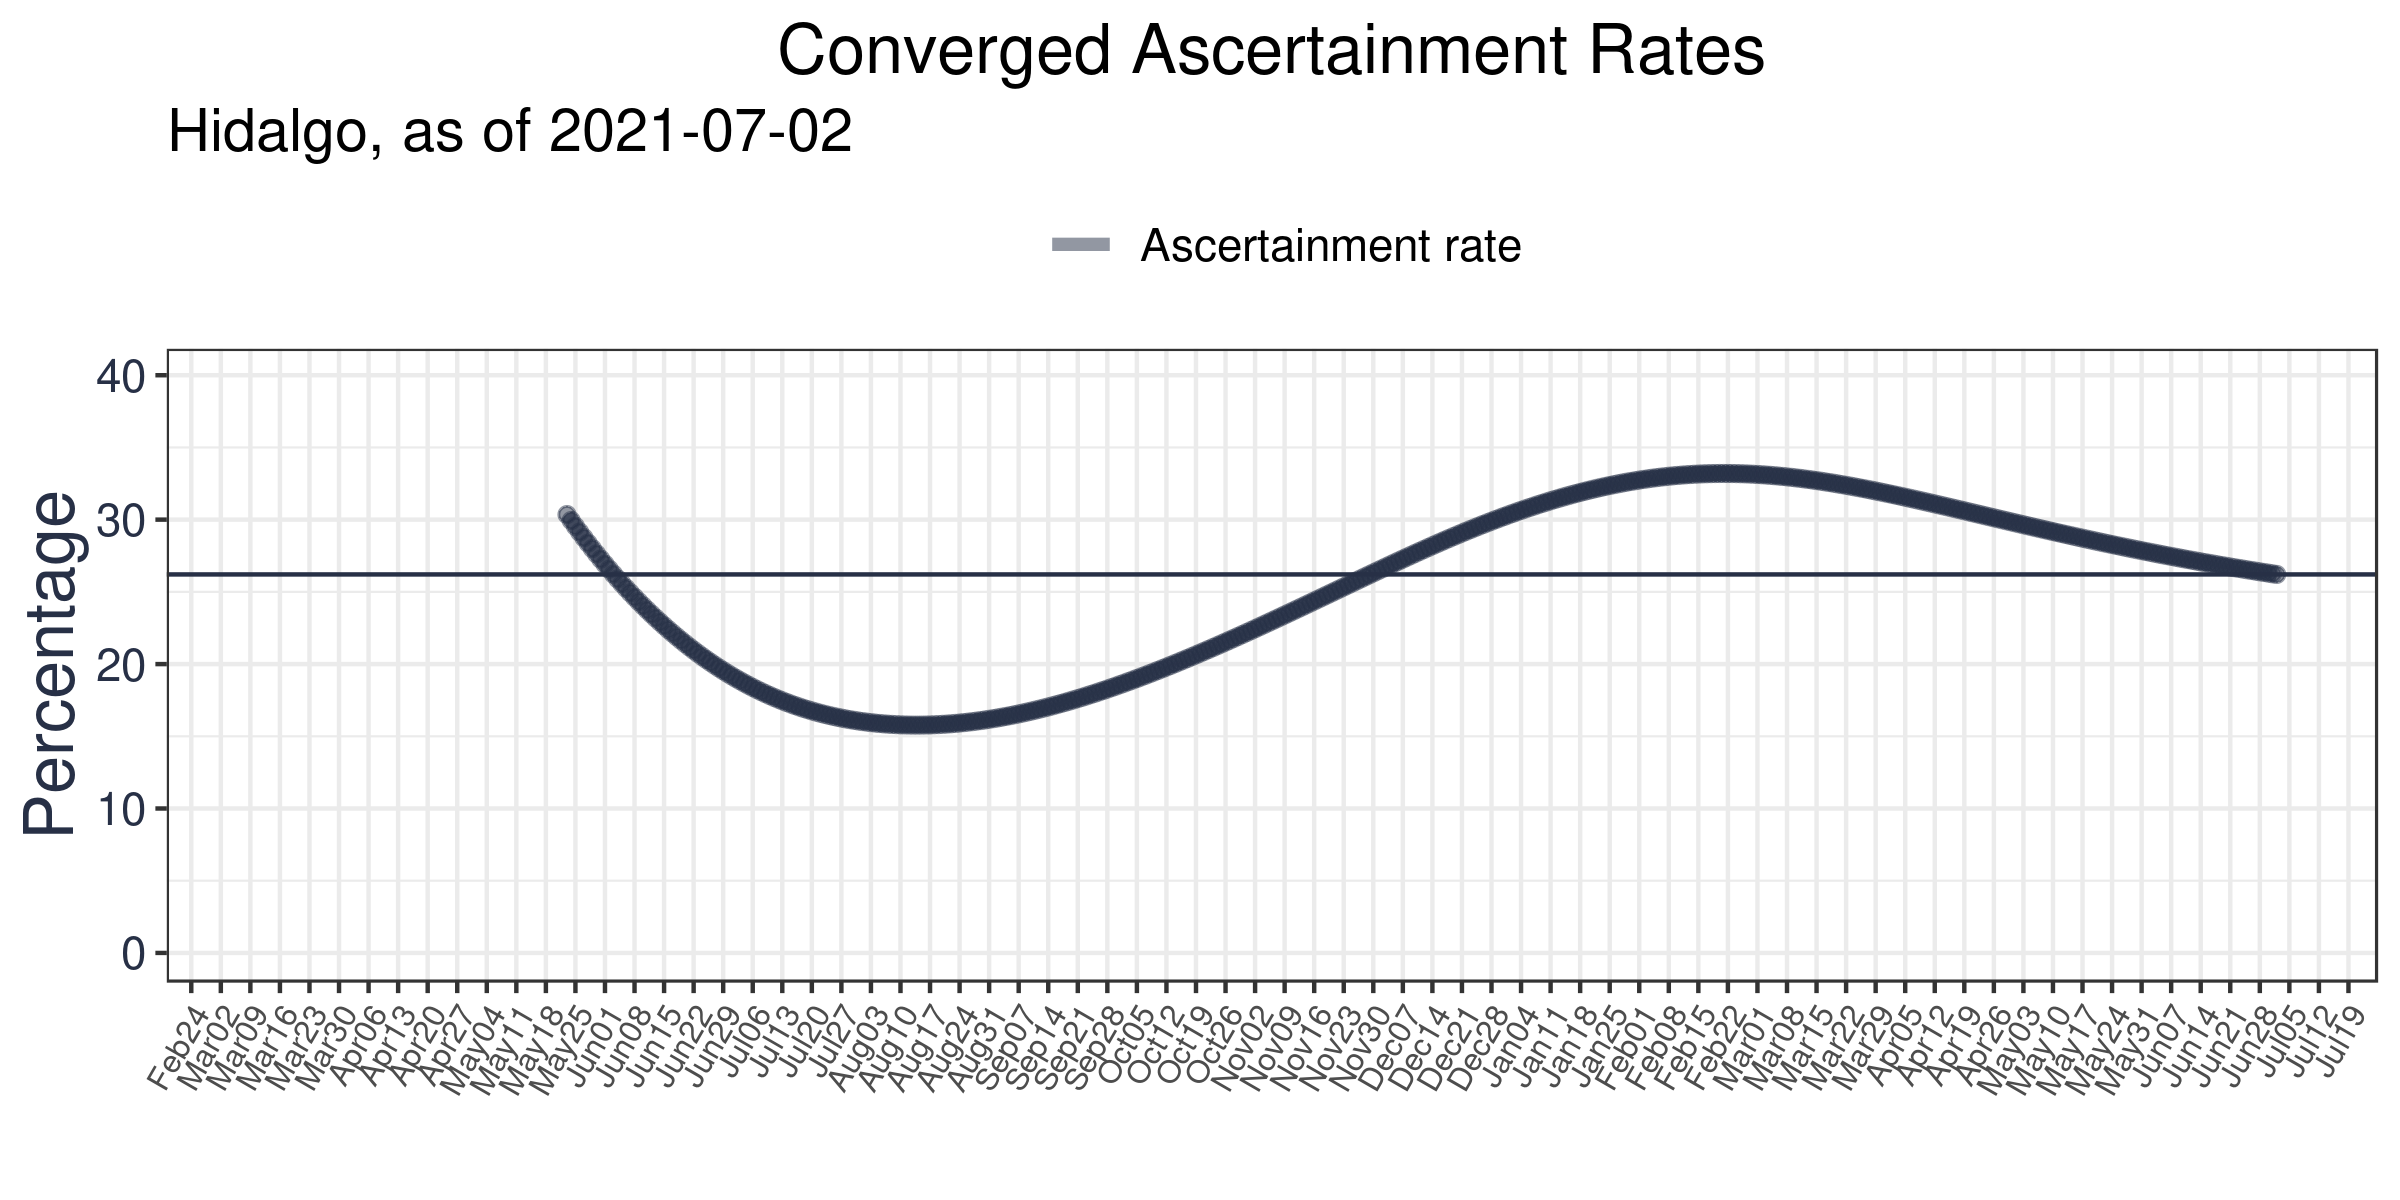 Converged Ascertainment Rates
Hidalgo, as of 2021-07-02
Ascertainment rate
Percentage
40
30
20
10
0
Feb24
Mar02
Mar09
Mar16
Mar23
Mar30
Apr06
Apr13
Apr20
Apr27
May04
May11
May18
May25
Jun01
Jun08
Jun15
Jun22
Jun29
Jul06
Jul13
Jul20
Jul27
Aug03
Aug10
Aug17
Aug24
Aug31
Sep07
Sep14
Sep21
Sep28
Oct05
Oct12
Oct19
Oct26
Nov02
Nov09
Nov16
Nov23
Nov30
Dec07
Dec14
Dec21
Dec28
Jan04
Jan11
Jan18
Jan25
Feb01
Feb08
Feb15
Feb22
Mar01
Mar08
Mar15
Mar22
Mar29
Apr05
Apr12
Apr19
Apr26
May03
May10
May17
May24
May31
Jun07
Jun14
Jun21
Jun28
Jul05
Jul12
Jul19